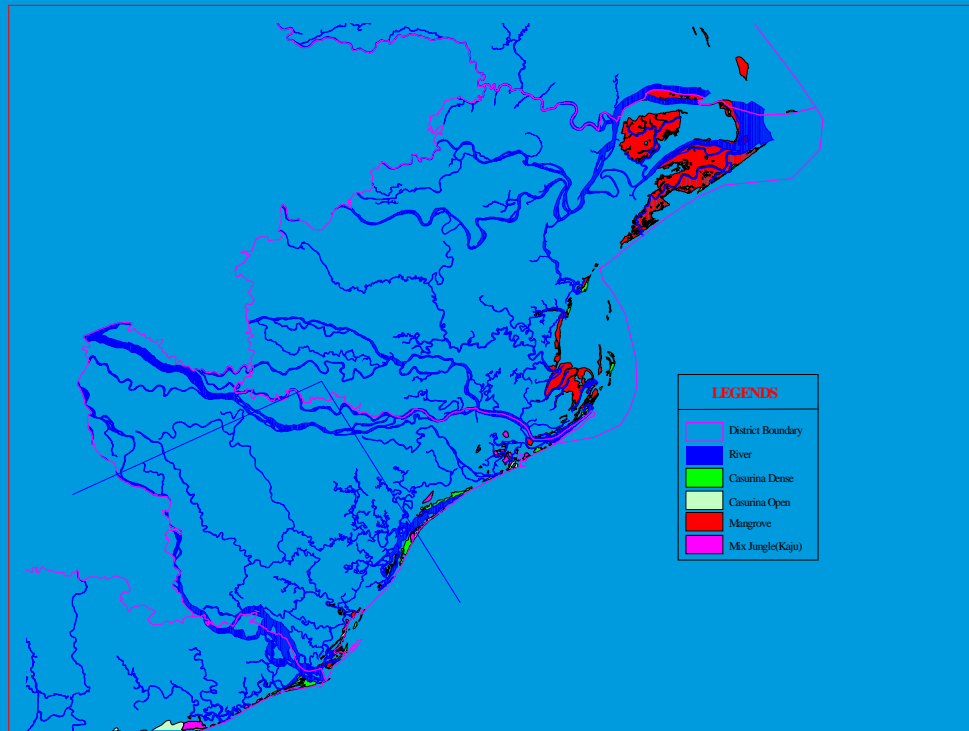 LEGENDS
District Boundary
River
Casurina Dense
Casurina Open
Mangrove
Mix Jungle(Kaju)